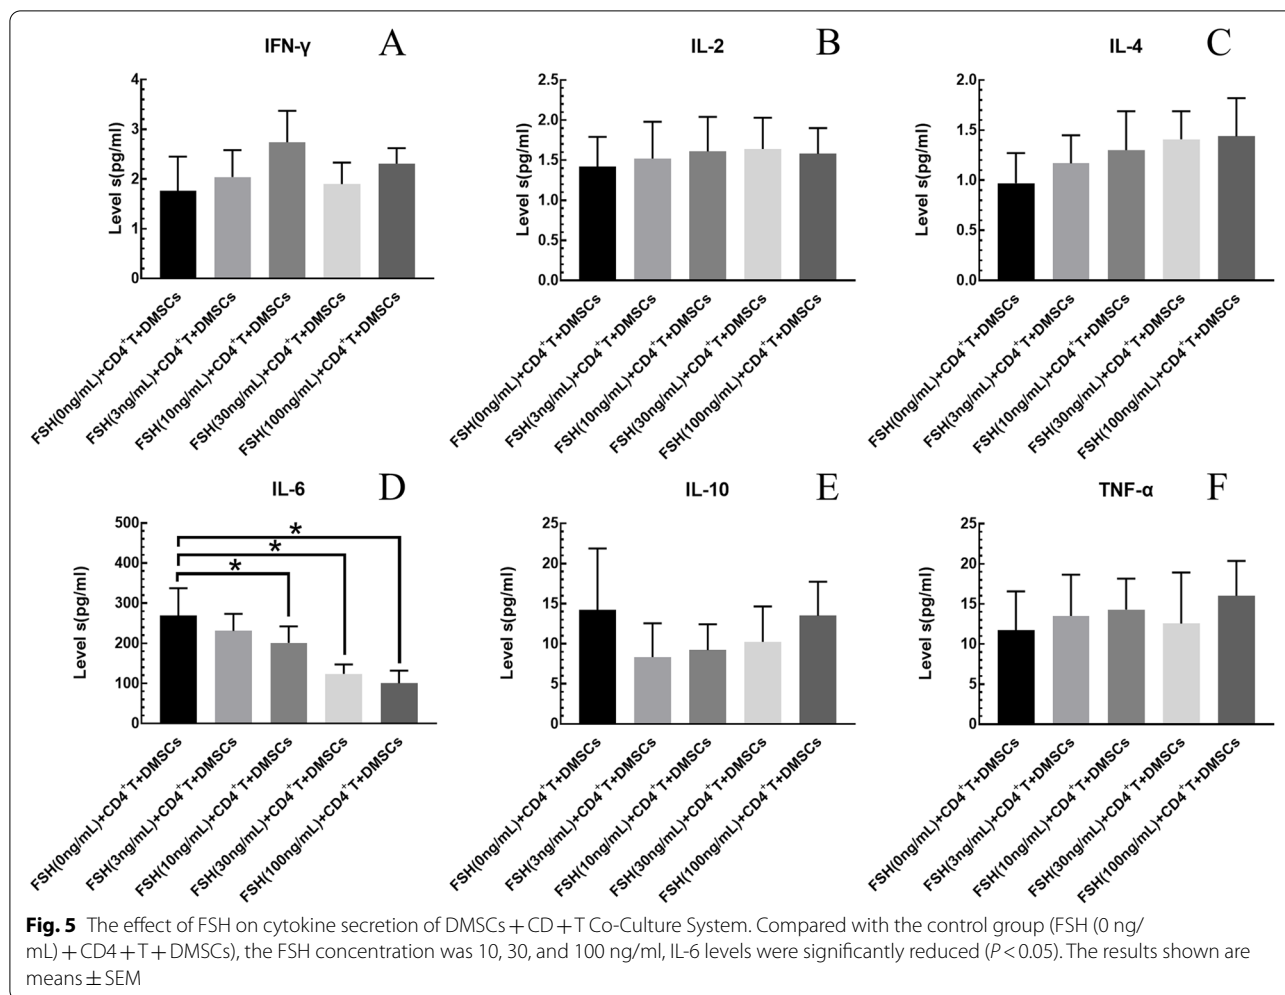 IFN-γ A
Level s(pg/ml)
4
3
2
1
0
FSH(0ng/mL)+CD4⁺T+DMSCs
FSH(3ng/mL)+CD4⁺T+DMSCs
FSH(10ng/mL)+CD4⁺T+DMSCs
FSH(30ng/mL)+CD4⁺T+DMSCs
FSH(100ng/mL)+CD4⁺T+DMSCs
IL-2 B
Level s(pg/ml)
2.5
2.0
1.5
1.0
0.5
0.0
FSH(0ng/mL)+CD4⁺T+DMSCs
FSH(3ng/mL)+CD4⁺T+DMSCs
FSH(10ng/mL)+CD4⁺T+DMSCs
FSH(30ng/mL)+CD4⁺T+DMSCs
FSH(100ng/mL)+CD4⁺T+DMSCs
IL-4 C
Level s(pg/ml)
2.0
1.5
1.0
0.5
0.0
FSH(0ng/mL)+CD4⁺T+DMSCs
FSH(3ng/mL)+CD4⁺T+DMSCs
FSH(10ng/mL)+CD4⁺T+DMSCs
FSH(30ng/mL)+CD4⁺T+DMSCs
FSH(100ng/mL)+CD4⁺T+DMSCs
IL-6 D
Level s(pg/ml)
500
400
300
200
100
0
*
*
*
FSH(0ng/mL)+CD4⁺T+DMSCs
FSH(3ng/mL)+CD4⁺T+DMSCs
FSH(10ng/mL)+CD4⁺T+DMSCs
FSH(30ng/mL)+CD4⁺T+DMSCs
FSH(100ng/mL)+CD4⁺T+DMSCs
IL-10 E
Level s(pg/ml)
25
20
15
10
5
0
FSH(0ng/mL)+CD4⁺T+DMSCs
FSH(3ng/mL)+CD4⁺T+DMSCs
FSH(10ng/mL)+CD4⁺T+DMSCs
FSH(30ng/mL)+CD4⁺T+DMSCs
FSH(100ng/mL)+CD4⁺T+DMSCs
TNF-α F
Level s(pg/ml)
25
20
15
10
5
0
FSH(0ng/mL)+CD4⁺T+DMSCs
FSH(3ng/mL)+CD4⁺T+DMSCs
FSH(10ng/mL)+CD4⁺T+DMSCs
FSH(30ng/mL)+CD4⁺T+DMSCs
FSH(100ng/mL)+CD4⁺T+DMSCs
Fig. 5 The effect of FSH on cytokine secretion of DMSCs + CD + T Co-Culture System. Compared with the control group (FSH (0 ng/
mL) + CD4 + T + DMSCs), the FSH concentration was 10, 30, and 100 ng/ml, IL-6 levels were significantly reduced (P < 0.05). The results shown are
means ± SEM